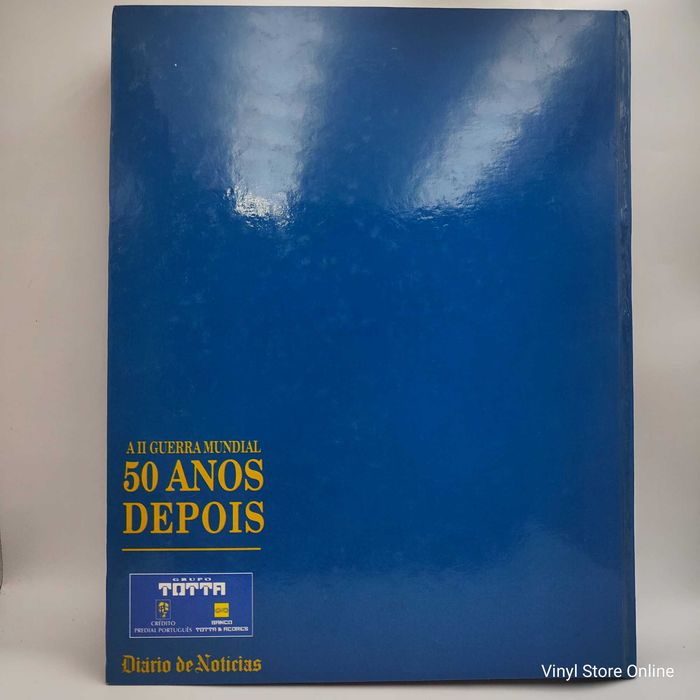 A II GUERRA MUNDIAL
50 ANOS
DEPOIS
GRUPO
TOTTA
CRÉDITO
PREDIAL PORTUGUÊS
BANCO
TOTTA & AÇORES
Diário de Notícias
Vinyl Store Online